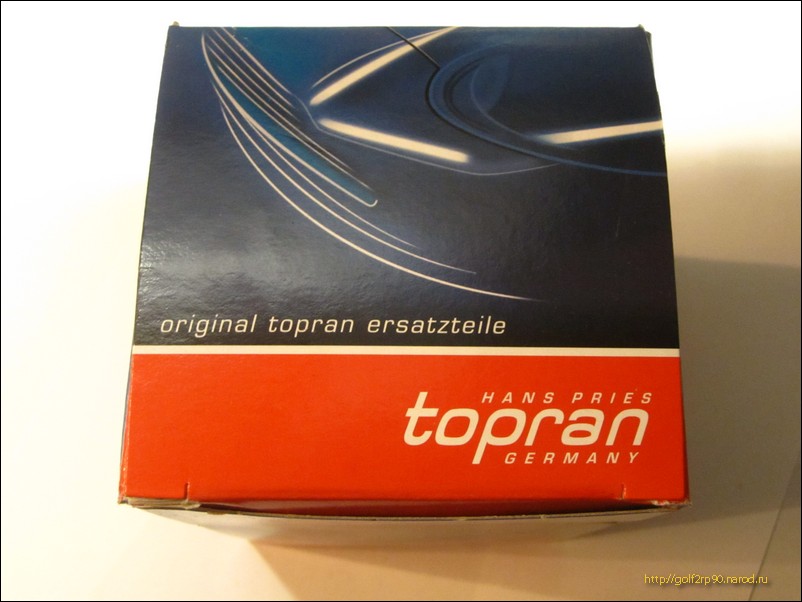 original topran ersatzteile
HANS PRIES
topran
GERMANY
http://golf2rp90.narod.ru